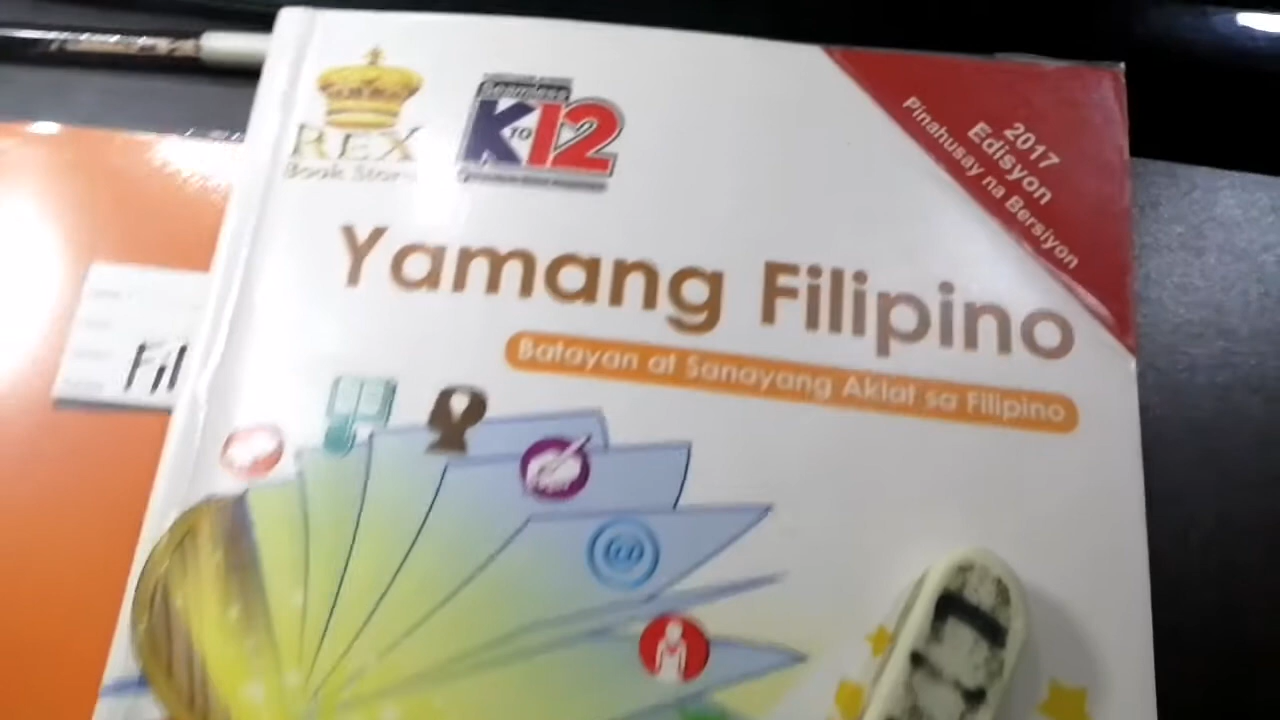 REX
Book Store
Seamless
K TO 12
2017
Edisyon
Pinahusay na Bersiyon
Yamang Filipino
Batayan at Sanayang Aklat sa Filipino
Fil